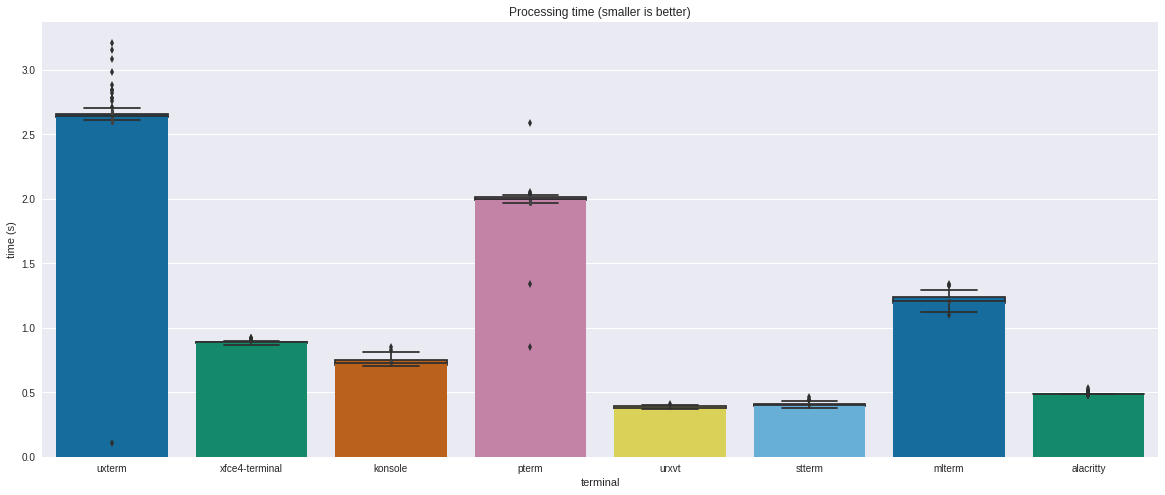 Processing time (smaller is better)
3.0
2.5
2.0
1.5
1.0
0.5
0.0
time (s)
uxterm
xfce4-terminal
konsole
pterm
urxvt
stterm
mlterm
alacritty
terminal